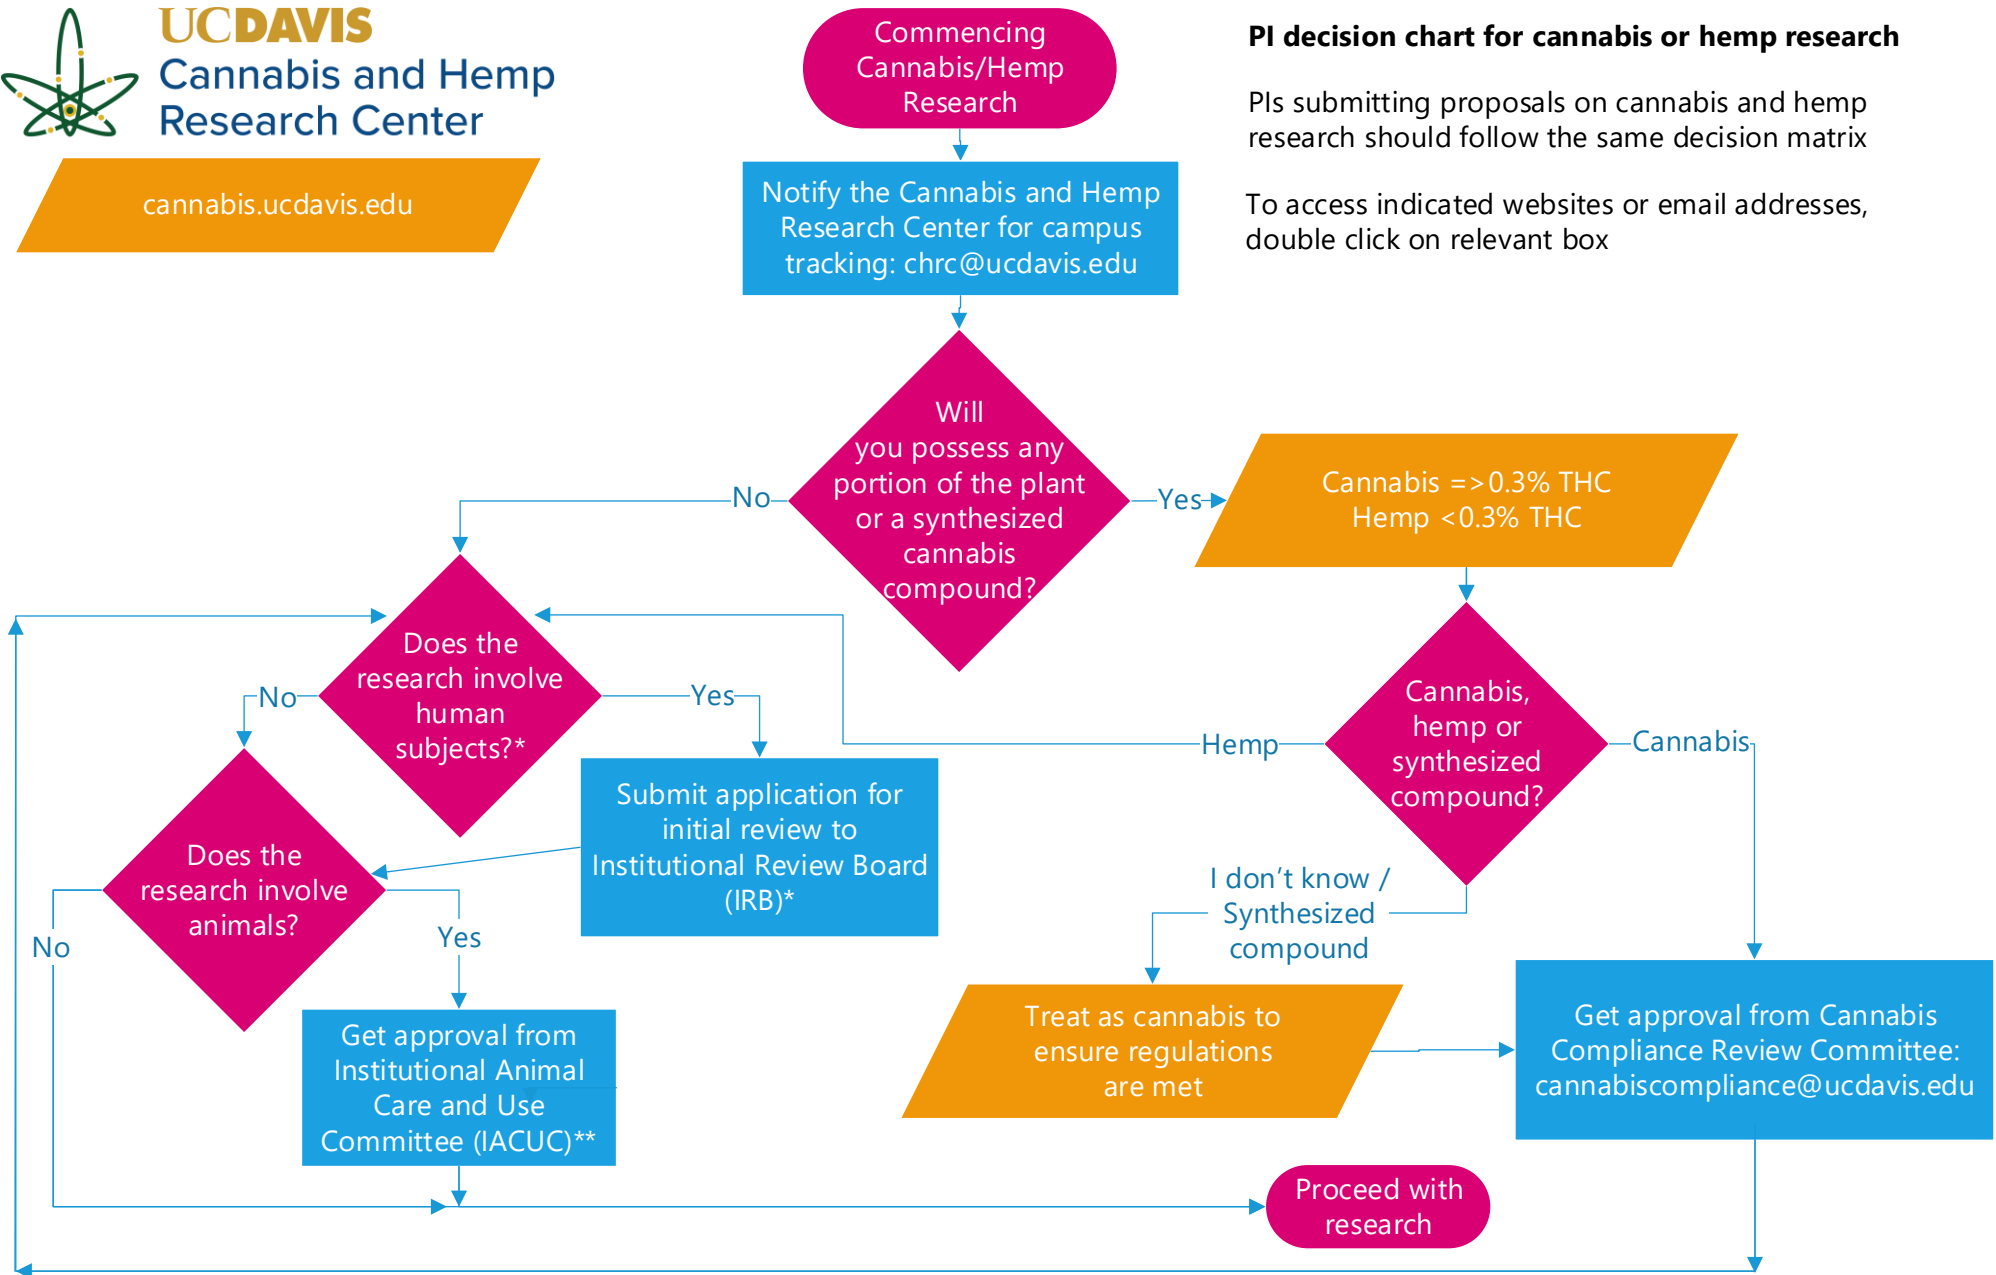 UCDAVIS
Cannabis and Hemp
Research Center
cannabis.ucdavis.edu
Commencing
Cannabis/Hemp
Research
PI decision chart for cannabis or hemp research
PIs submitting proposals on cannabis and hemp
research should follow the same decision matrix
To access indicated websites or email addresses,
double click on relevant box
Notify the Cannabis and Hemp
Research Center for campus
tracking: chrc@ucdavis.edu
Will
you possess any
portion of the plant
or a synthesized
cannabis
compound?
No
Yes
Cannabis =>0.3% THC
Hemp <0.3% THC
Does the
research involve
human
subjects?*
No
Yes
Hemp
Cannabis,
hemp or
synthesized
compound?
Cannabis
Submit application for
initial review to
Institutional Review Board
(IRB)*
Does the
research involve
animals?
No
Yes
I don’t know /
Synthesized
compound
Get approval from
Institutional Animal
Care and Use
Committee (IACUC)**
Treat as cannabis to
ensure regulations
are met
Get approval from Cannabis
Compliance Review Committee:
cannabiscompliance@ucdavis.edu
Proceed with
research